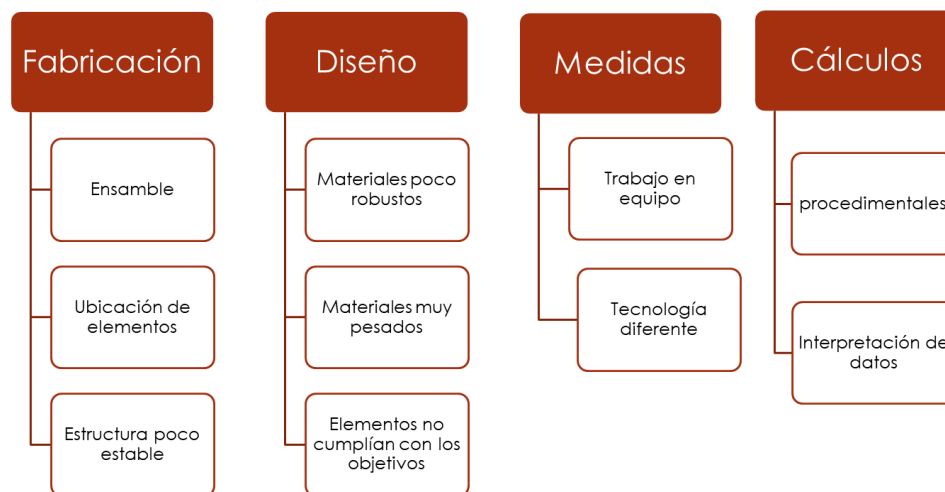 Fabricación
Ensamble
Ubicación de
elementos
Estructura poco
estable
Diseño
Materiales poco
robustos
Materiales muy
pesados
Elementos no
cumplían con los
objetivos
Medidas
Trabajo en
equipo
Tecnología
diferente
Cálculos
procedimentales
Interpretación de
datos